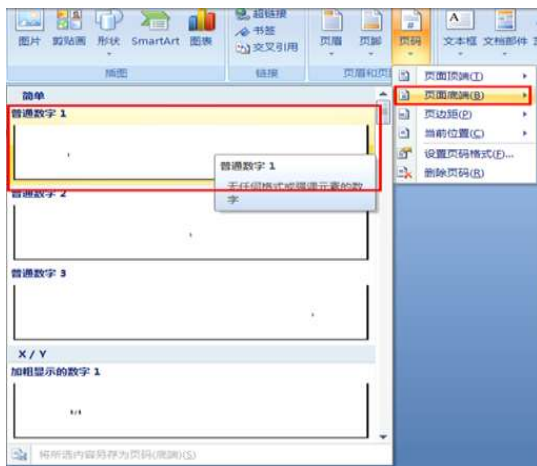 超链接
书签
交叉引用
图片 剪贴画 形状 SmartArt 图表
页眉 页脚 页码 文本框 文档部件
插图 链接 页眉和页
页面顶端(T)
页面底端(B)
页边距(P)
当前位置(C)
设置页码格式(F)...
删除页码(R)
简单
普通数字 1
普通数字 1
无任何格式或强调元素的数
字
普通数字 2
普通数字 3
X / Y
加粗显示的数字 1
将所选内容另存为页码(底端)(S)